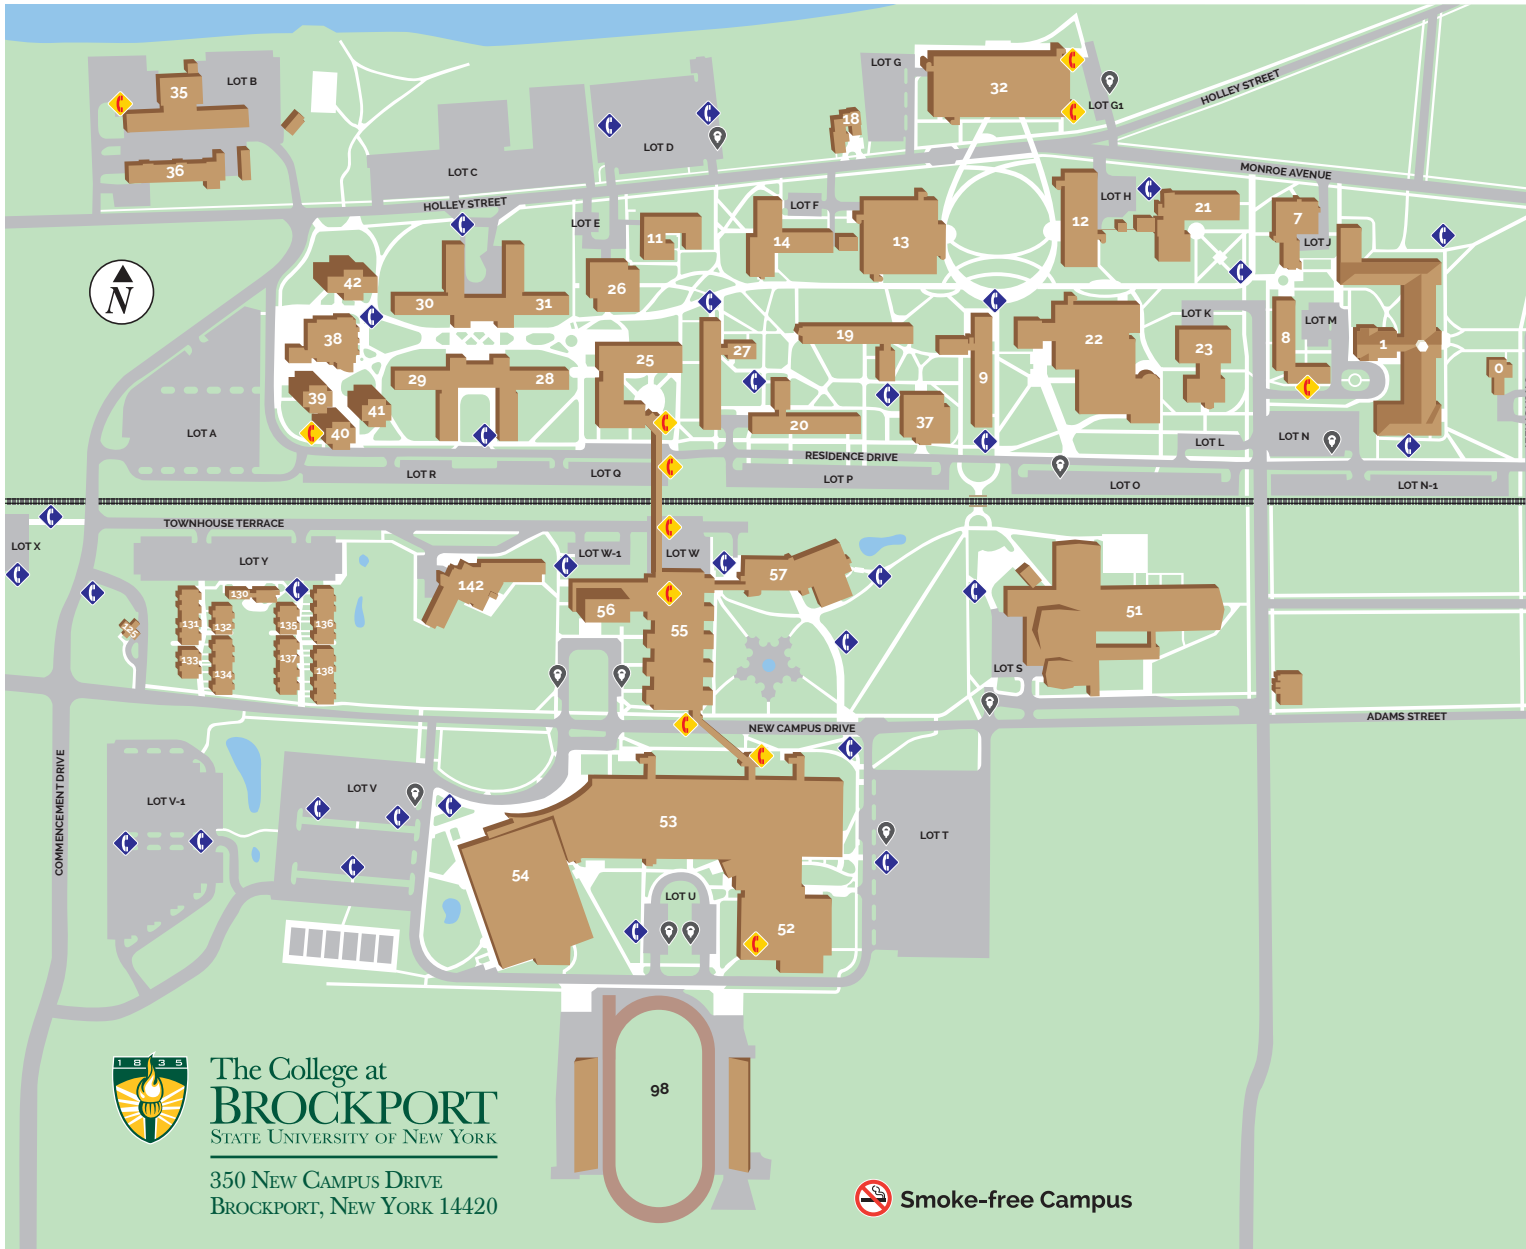 35
LOT B
36
LOT C
LOT D
HOLLEY STREET
LOT G
32
LOT G1
HOLLEY STREET
18
MONROE AVENUE
LOT E
11
LOT F
14
13
12
LOT H
21
7
LOT J
N
42
30
31
26
38
29
28
25
27
19
9
22
LOT K
23
8
LOT M
1
0
39
41
40
20
37
LOT A
LOT R
LOT Q
RESIDENCE DRIVE
LOT P
LOT O
LOT L
LOT N
LOT N-1
TOWNHOUSE TERRACE
LOT X
LOT Y
LOT W-1
LOT W
142
57
56
55
51
130
131
132
135
136
125
133
134
137
138
LOT S
NEW CAMPUS DRIVE
ADAMS STREET
COMMENCEMENT DRIVE
LOT V-1
LOT V
53
54
LOT T
LOT U
52
98
1 8 3 5
The College at
BROCKPORT
STATE UNIVERSITY OF NEW YORK
350 NEW CAMPUS DRIVE
BROCKPORT, NEW YORK 14420
Smoke-free Campus